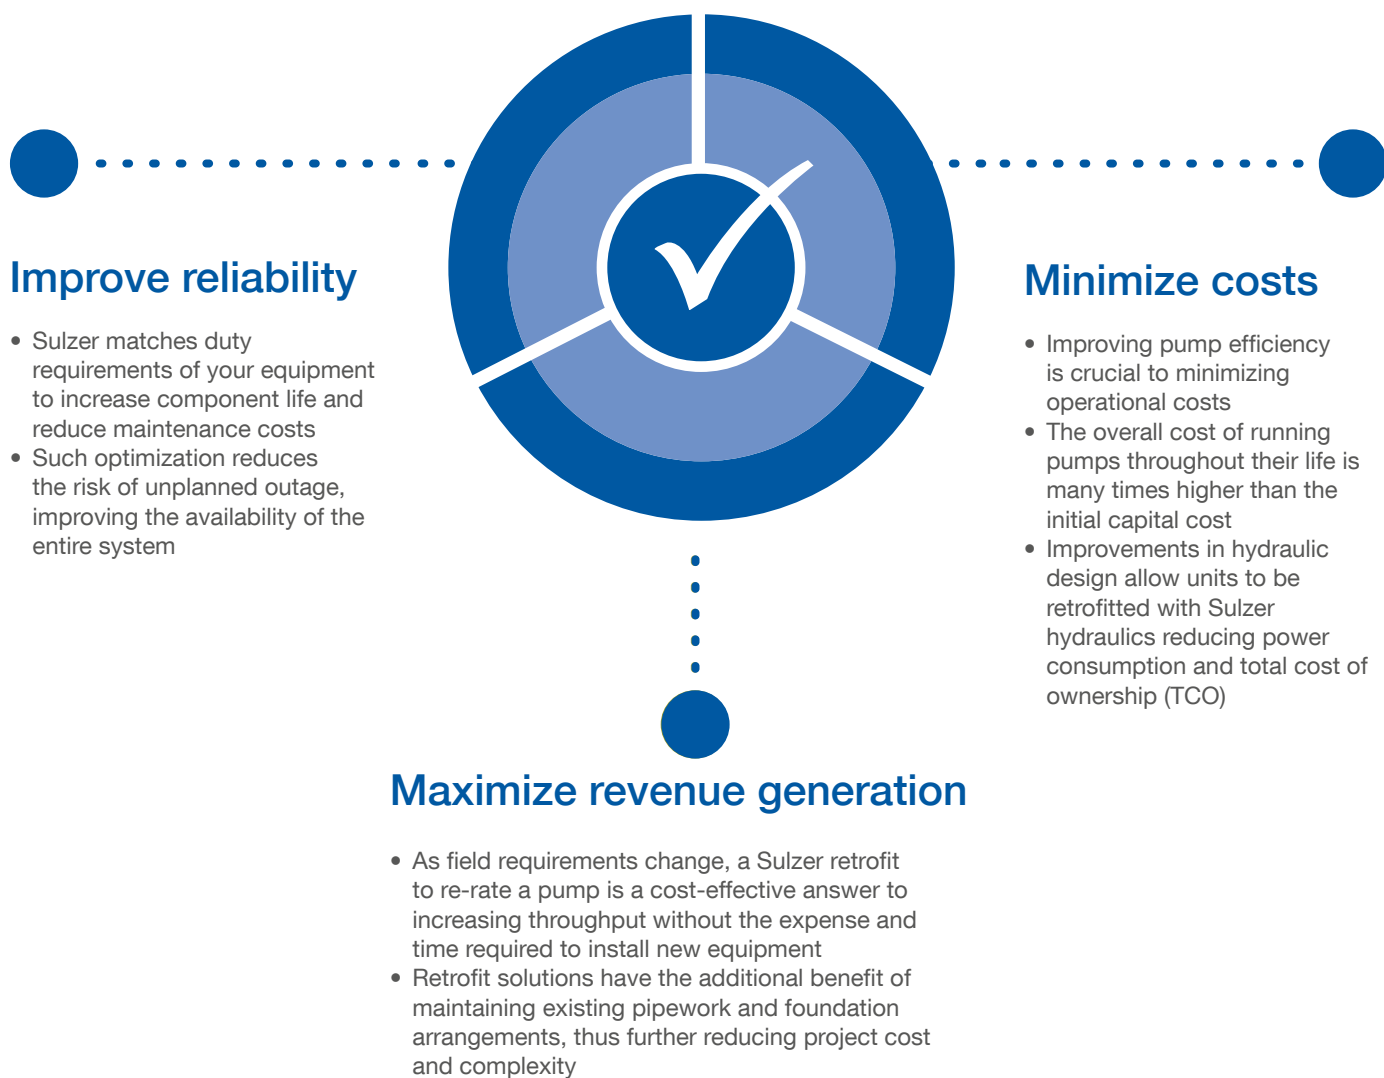 Improve reliability
• Sulzer matches duty
requirements of your equipment
to increase component life and
reduce maintenance costs
• Such optimization reduces
the risk of unplanned outage,
improving the availability of the
entire system
Minimize costs
• Improving pump efficiency
is crucial to minimizing
operational costs
• The overall cost of running
pumps throughout their life is
many times higher than the
initial capital cost
• Improvements in hydraulic
design allow units to be
retrofitted with Sulzer
hydraulics reducing power
consumption and total cost of
ownership (TCO)
Maximize revenue generation
• As field requirements change, a Sulzer retrofit
to re-rate a pump is a cost-effective answer to
increasing throughput without the expense and
time required to install new equipment
• Retrofit solutions have the additional benefit of
maintaining existing pipework and foundation
arrangements, thus further reducing project cost
and complexity